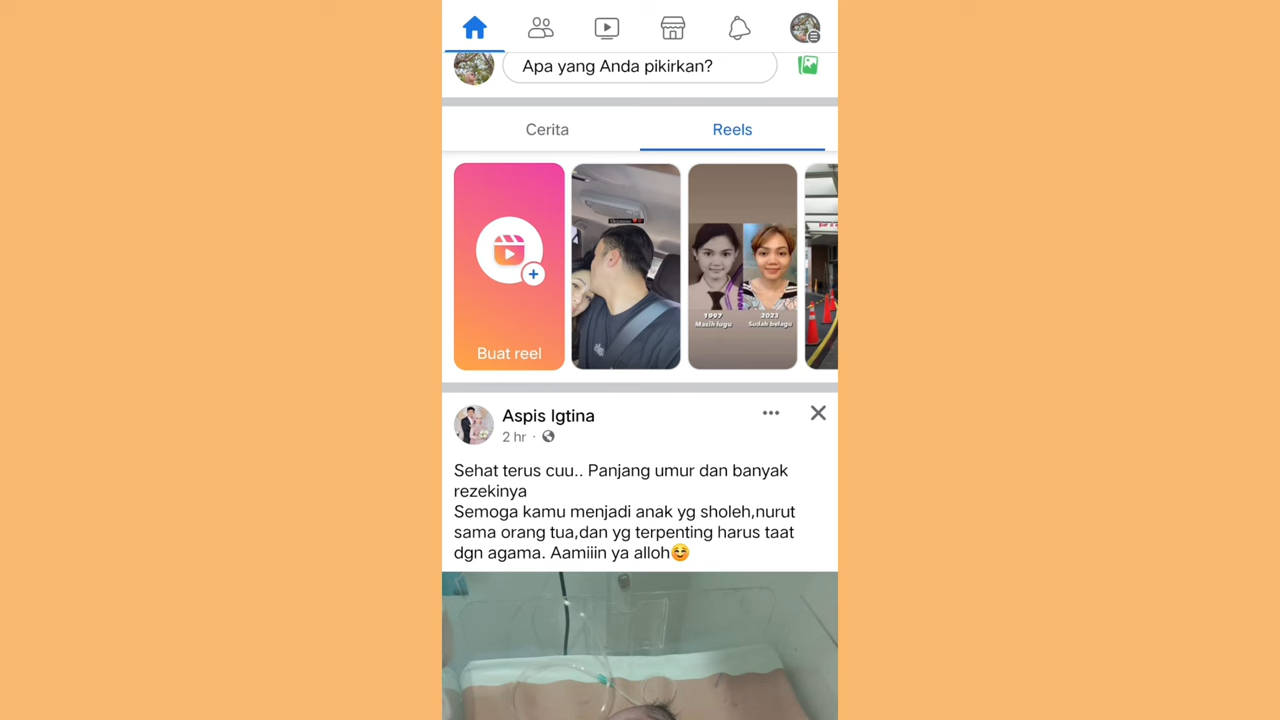 Apa yang Anda pikirkan?
Cerita
Reels
Buat reel
1997
Masih lugu
2023
Sudah belagu
Aspis Igtina
2 hr ·
Sehat terus cuu.. Panjang umur dan banyak
rezekinya
Semoga kamu menjadi anak yg sholeh,nurut
sama orang tua,dan yg terpenting harus taat
dgn agama. Aamiiin ya alloh☺️